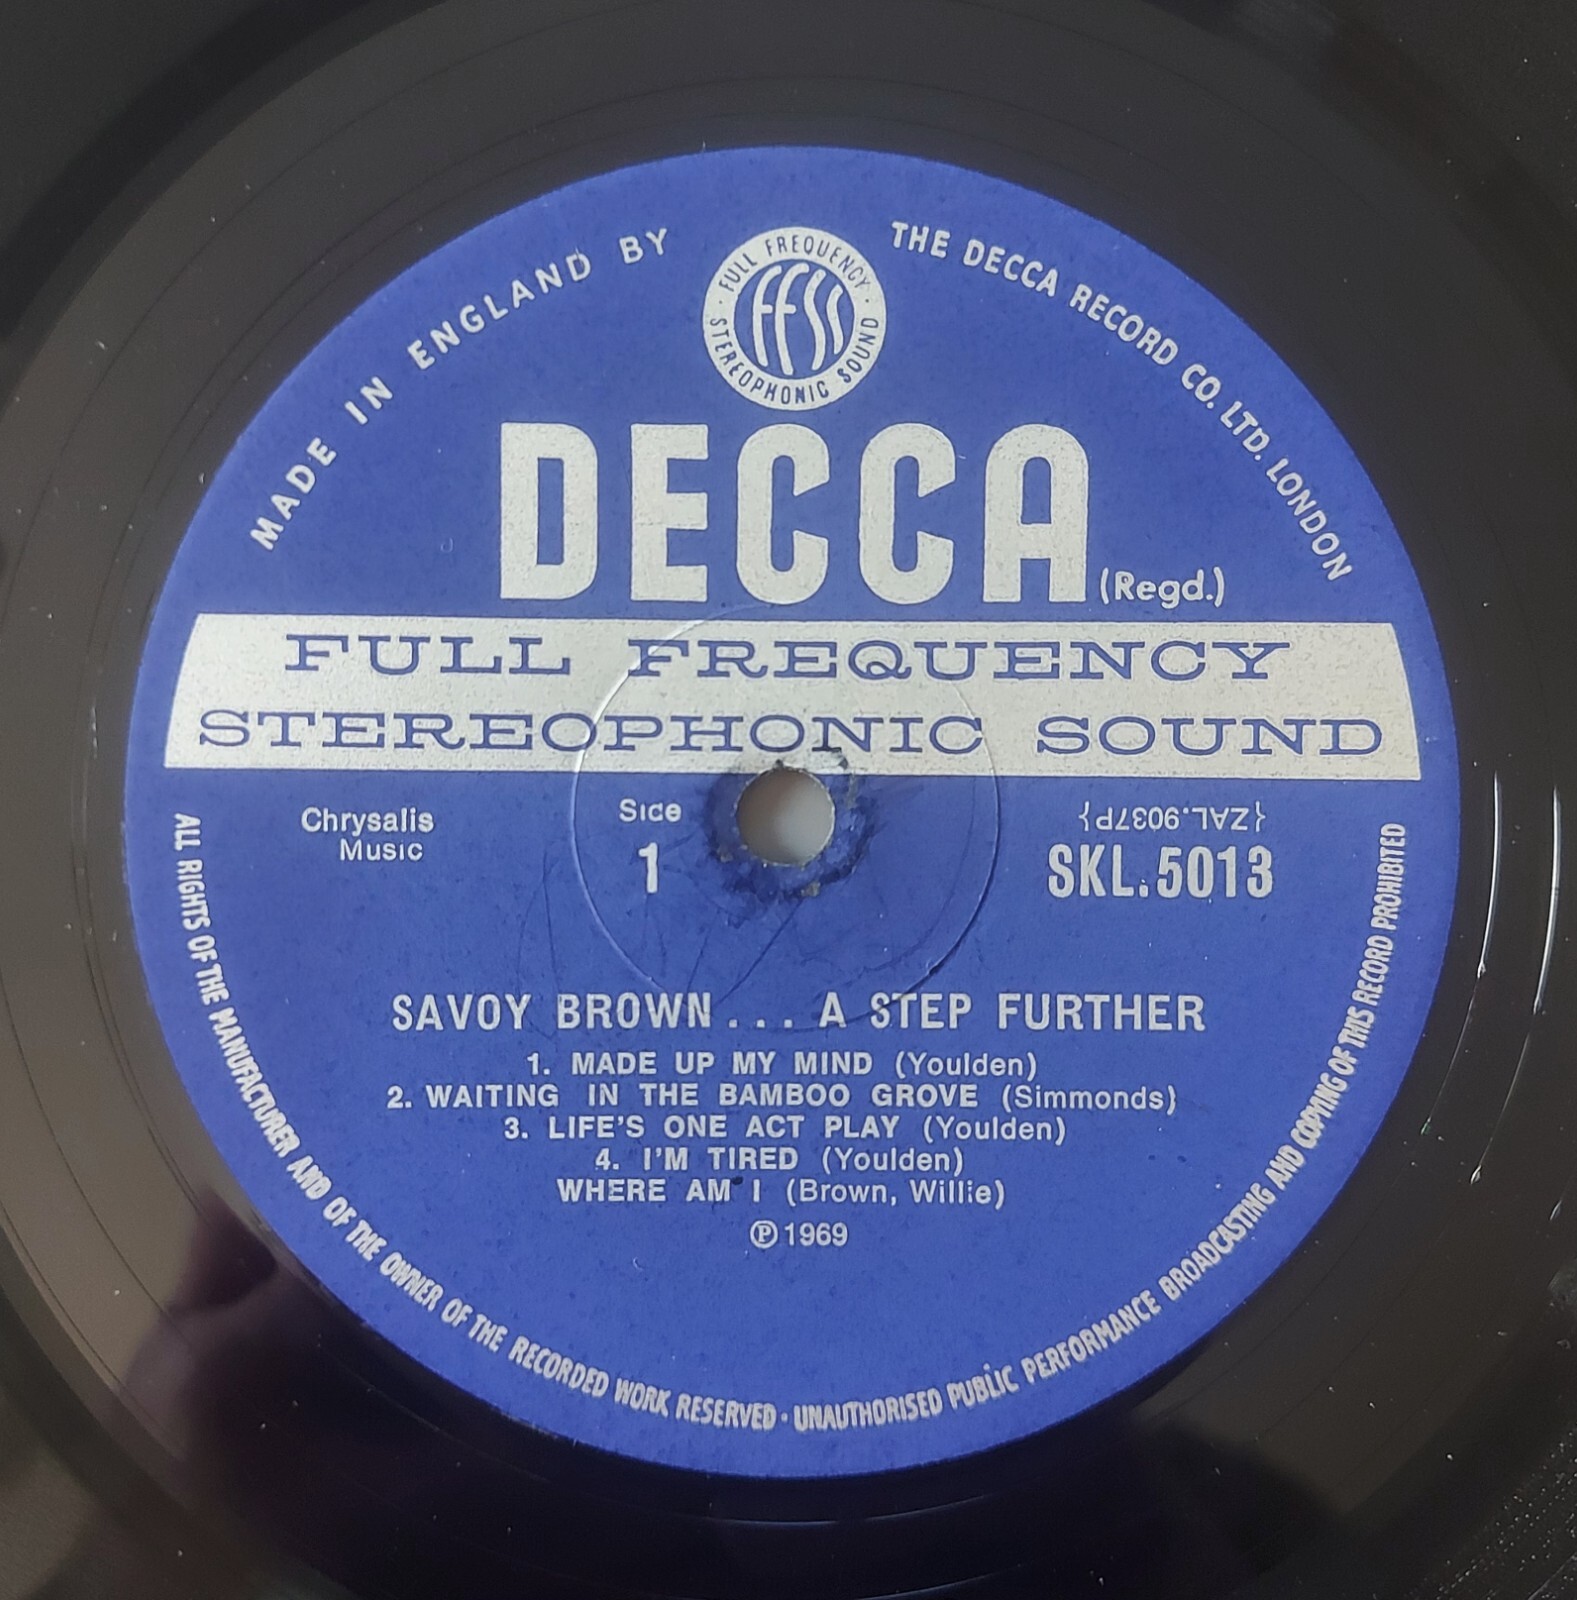 MADE IN ENGLAND BY
THE DECCA RECORD CO. LTD. LONDON
FULL FREQUENCY
FFSS
STEREOPHONIC SOUND
DECCA (Regd.)
FULL FREQUENCY
STEREOPHONIC SOUND
Chrysalis
Music
Side
1
{ZAL.9037P}
SKL.5013
SAVOY BROWN... A STEP FURTHER
1. MADE UP MY MIND (Youlden)
2. WAITING IN THE BAMBOO GROVE (Simmonds)
3. LIFE'S ONE ACT PLAY (Youlden)
4. I'M TIRED (Youlden)
WHERE AM I (Brown, Willie)
℗ 1969
ALL RIGHTS OF THE MANUFACTURER AND OF THE OWNER OF THE RECORDED WORK RESERVED · UNAUTHORISED PUBLIC PERFORMANCE BROADCASTING AND COPYING OF THIS RECORD PROHIBITED